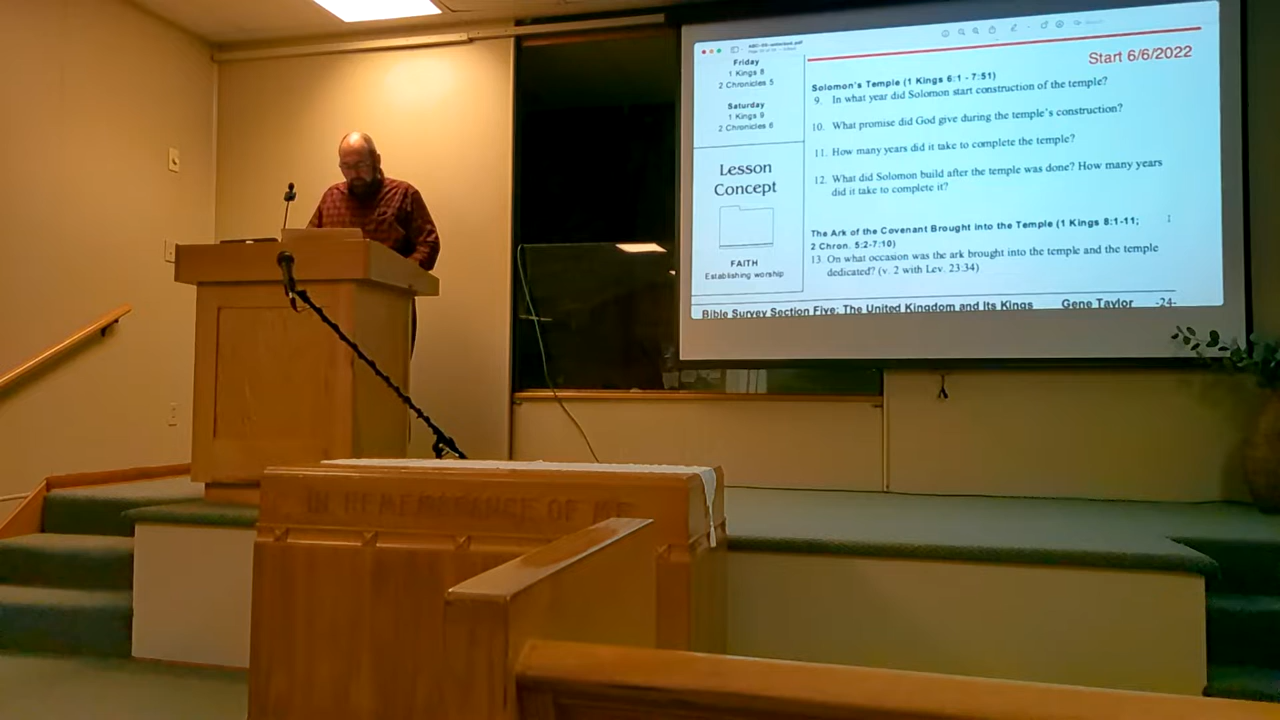 ABC-05-unitedam.pdf
Friday
1 Kings 8
2 Chronicles 5
Saturday
1 Kings 9
2 Chronicles 6
Lesson
Concept
FAITH
Establishing worship
Start 6/6/2022
Solomon's Temple (1 Kings 6:1 - 7:51)
9. In what year did Solomon start construction of the temple?
10. What promise did God give during the temple's construction?
11. How many years did it take to complete the temple?
12. What did Solomon build after the temple was done? How many years
did it take to complete it?
The Ark of the Covenant Brought into the Temple (1 Kings 8:1-11;
2 Chron. 5:2-7:10)
13. On what occasion was the ark brought into the temple and the temple
dedicated? (v. 2 with Lev. 23:34)
Bible Survey Section Five: The United Kingdom and Its Kings Gene Taylor -24-
IN REMEMBRANCE OF ME